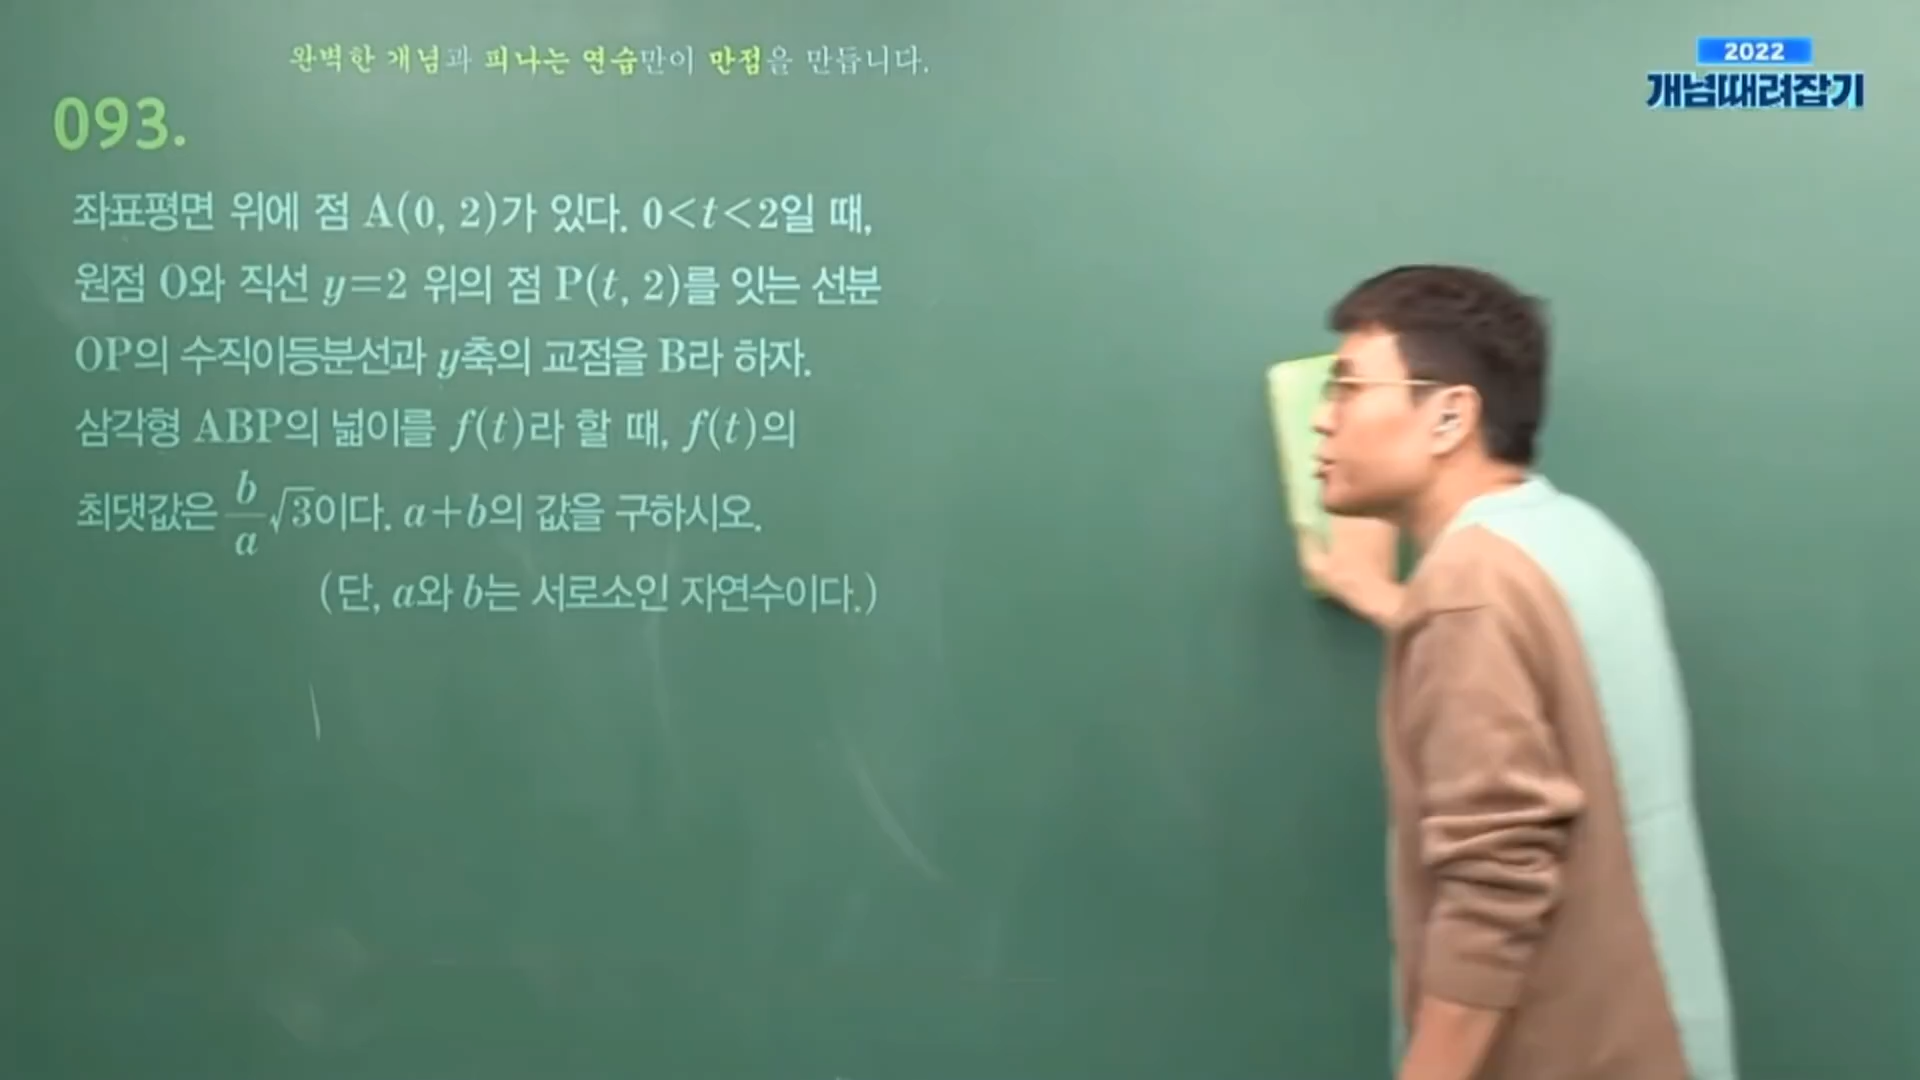 완벽한 개념과 피나는 연습만이 만점을 만듭니다.
2022
개념때려잡기
093.
좌표평면 위에 점 A(0, 2)가 있다. 0<t<2일 때,
원점 O와 직선 y=2 위의 점 P(t, 2)를 잇는 선분
OP의 수직이등분선과 y축의 교점을 B라 하자.
삼각형 ABP의 넓이를 f(t)라 할 때, f(t)의
최댓값은 b/a √3이다. a+b의 값을 구하시오.
(단, a와 b는 서로소인 자연수이다.)